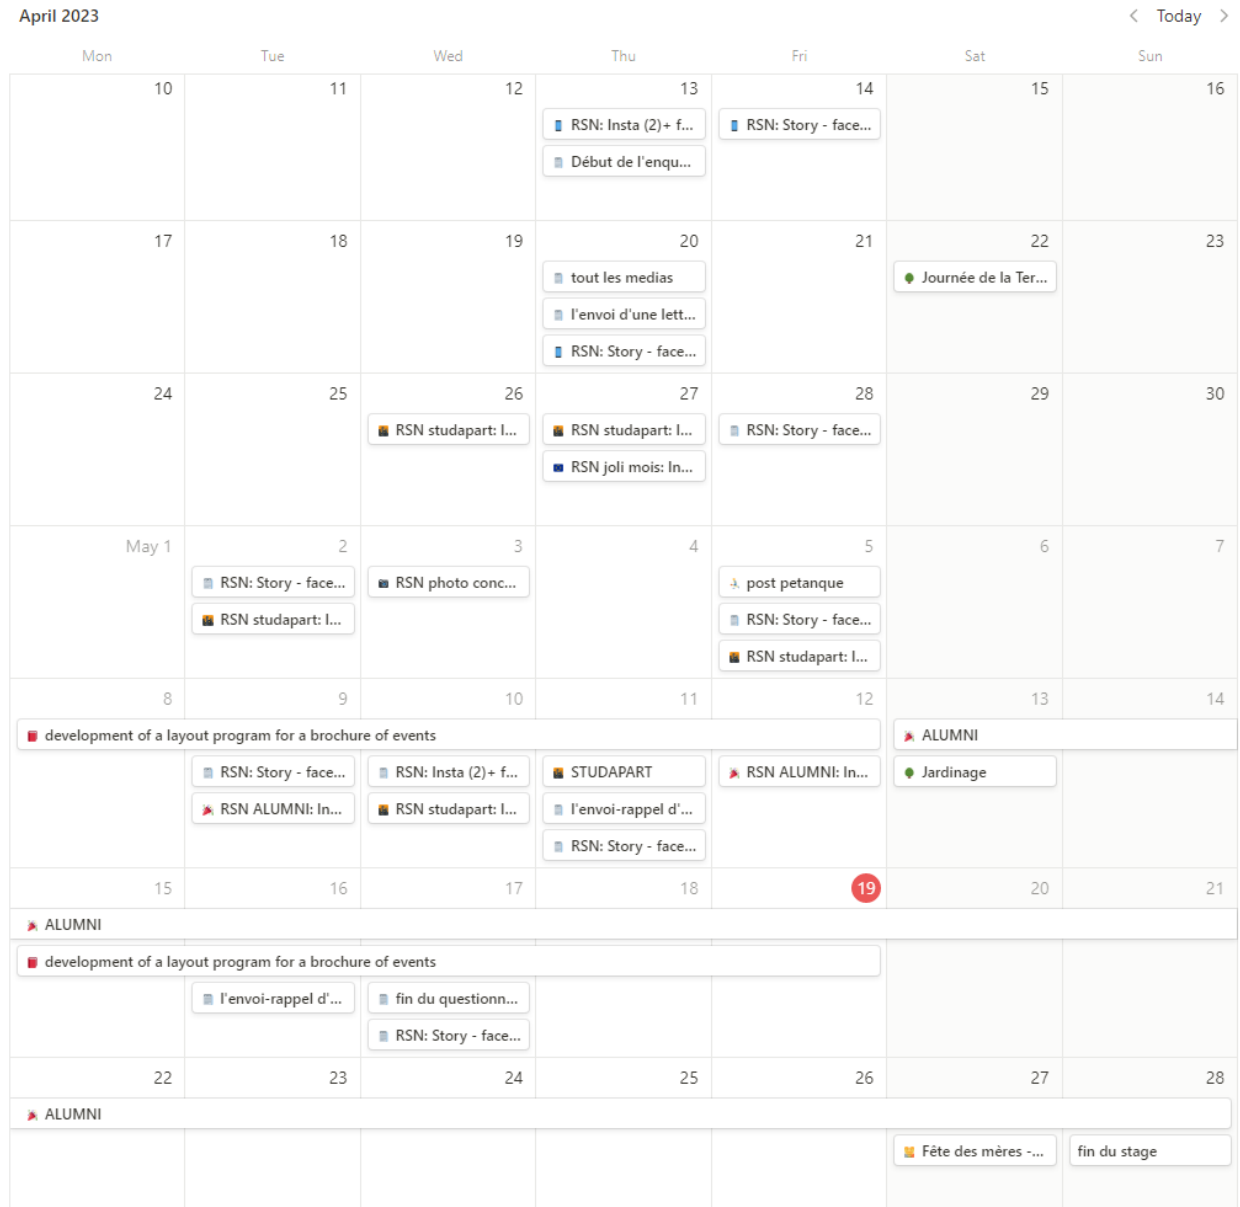 April 2023
Today
Mon Tue Wed Thu Fri Sat Sun
10 11 12 13 14 15 16
RSN: Insta (2)+ f... RSN: Story - face...
Début de l'enqu...
17 18 19 20 21 22 23
tout les medias Journée de la Ter...
l'envoi d'une lett...
RSN: Story - face...
24 25 26 27 28 29 30
RSN studapart: I... RSN studapart: I... RSN: Story - face...
RSN joli mois: In...
May 1 2 3 4 5 6 7
RSN: Story - face... RSN photo conc... post petanque
RSN studapart: I... RSN: Story - face...
RSN studapart: I...
8 9 10 11 12 13 14
development of a layout program for a brochure of events ALUMNI
RSN: Story - face... RSN: Insta (2)+ f... STUDAPART RSN ALUMNI: In... Jardinage
RSN ALUMNI: In... RSN studapart: I... l'envoi-rappel d'...
RSN: Story - face...
15 16 17 18 19 20 21
ALUMNI
development of a layout program for a brochure of events
l'envoi-rappel d'... fin du questionn...
RSN: Story - face...
22 23 24 25 26 27 28
ALUMNI
Fête des mères -... fin du stage